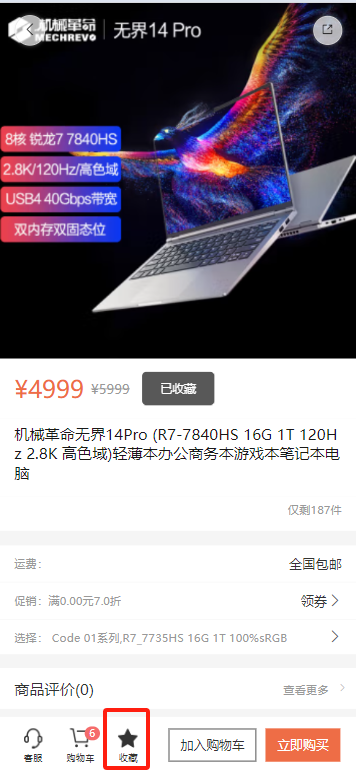 机械革命
MECHREVO
无界14 Pro
8核 锐龙7 7840HS
2.8K/120Hz/高色域
USB4 40Gbps带宽
双内存双固态位
¥4999 ¥5999 已收藏
机械革命无界14Pro (R7-7840HS 16G 1T 120H
z 2.8K 高色域)轻薄本办公商务本游戏本笔记本电
脑
仅剩187件
运费: 全国包邮
促销: 满0.00元7.0折 领券
选择: Code 01系列,R7_7735HS 16G 1T 100%sRGB
商品评价(0) 查看更多
6
客服 购物车 收藏 加入购物车 立即购买